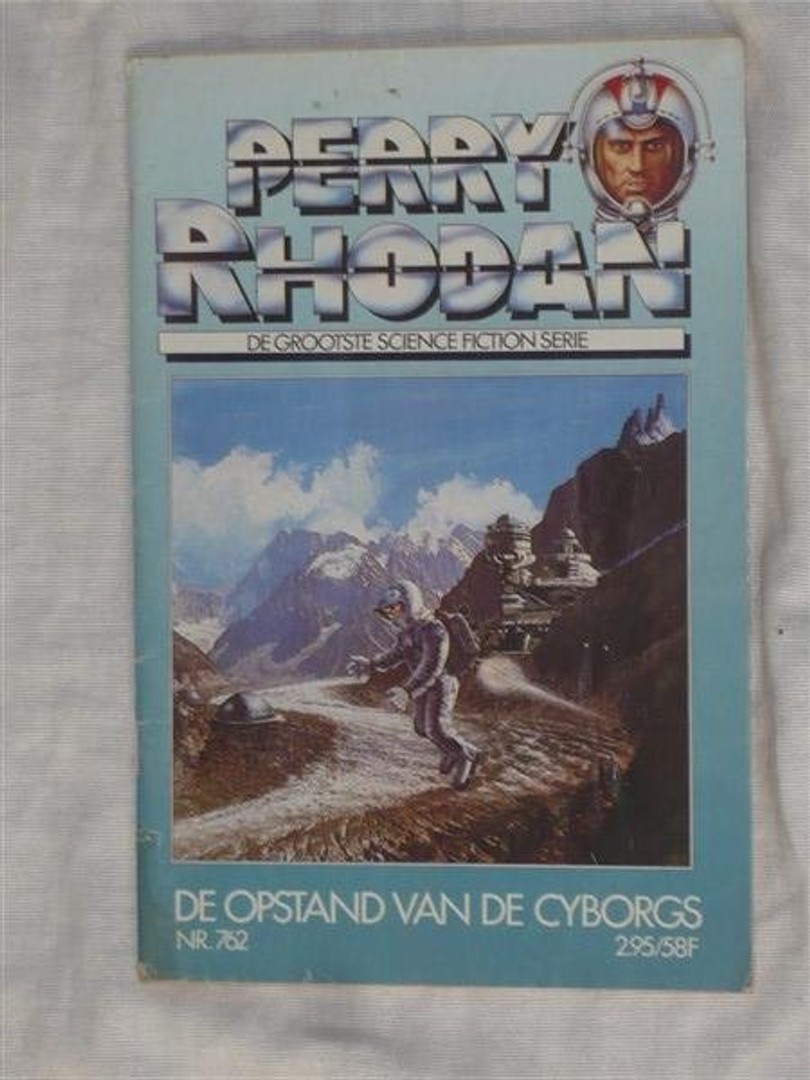 PERRY
RHODAN
DE GROOTSTE SCIENCE FICTION SERIE
DE OPSTAND VAN DE CYBORGS
NR. 762
2.95/58F